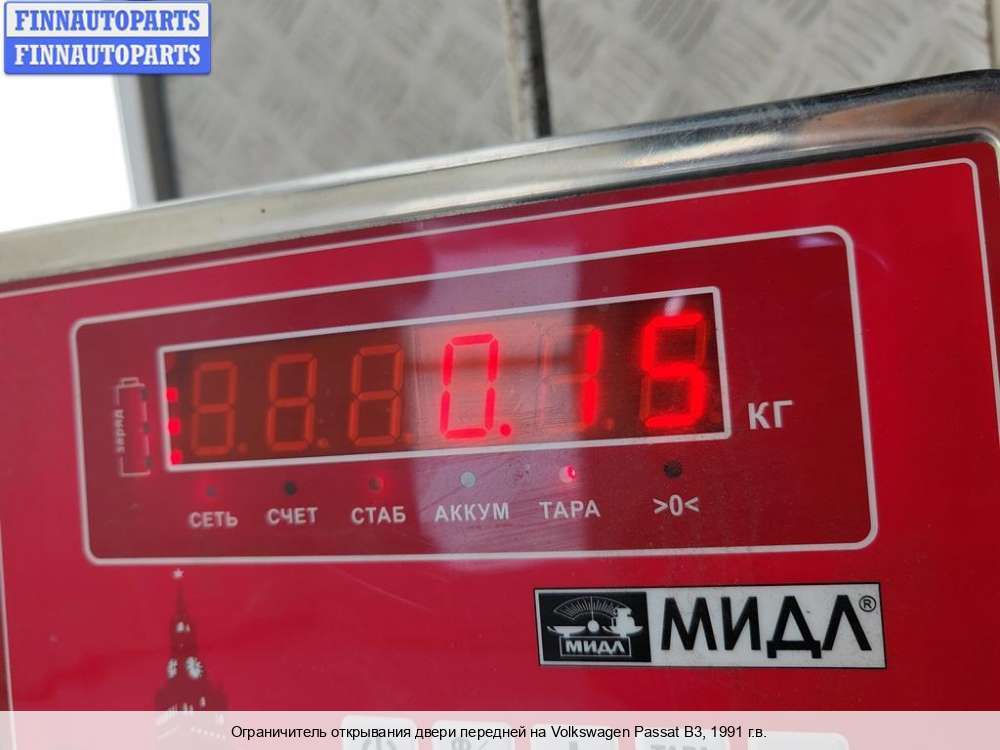 FINNAUTOPARTS
FINNAUTOPARTS
0.15
КГ
заряд
СЕТЬ СЧЕТ СТАБ АККУМ ТАРА >0<
МИДЛ МИДЛ®
Ограничитель открывания двери передней на Volkswagen Passat B3, 1991 г.в.